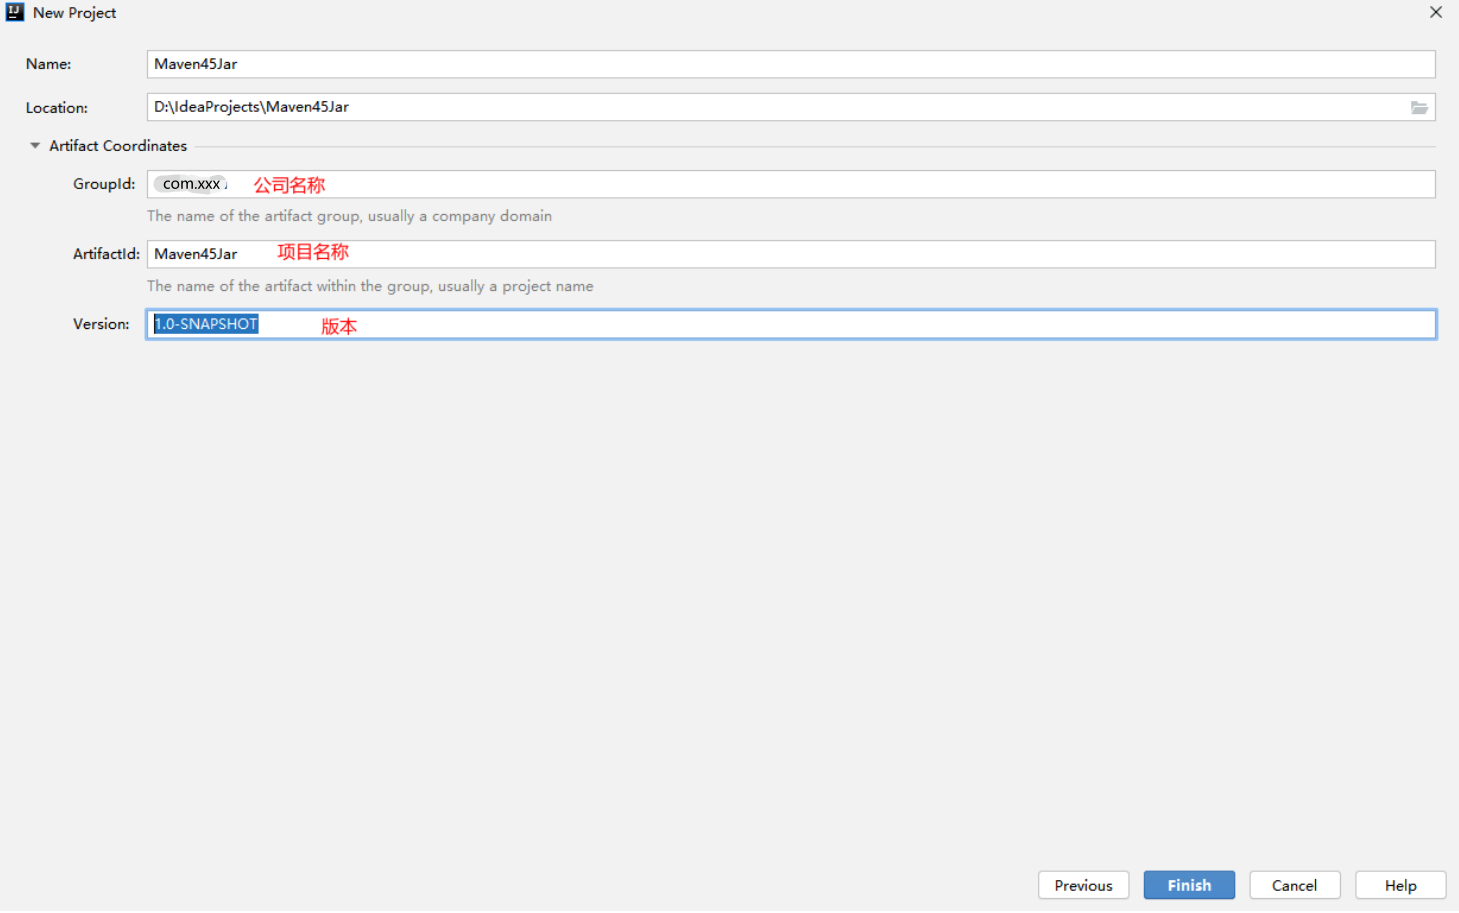 New Project
Name: Maven45Jar
Location: D:\IdeaProjects\Maven45Jar
Artifact Coordinates
GroupId: com.xxx 公司名称
The name of the artifact group, usually a company domain
ArtifactId: Maven45Jar 项目名称
The name of the artifact within the group, usually a project name
Version: 1.0-SNAPSHOT 版本
Previous Finish Cancel Help